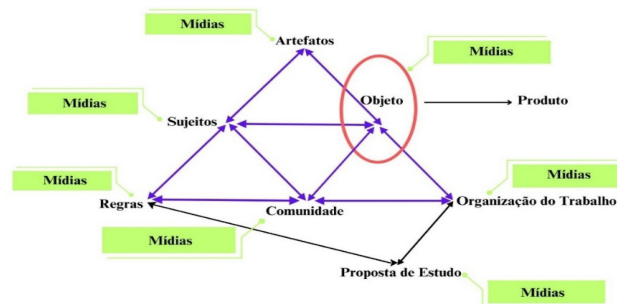 Mídias
Artefatos
Mídias
Mídias
Objeto
Produto
Sujeitos
Mídias
Mídias
Regras
Comunidade
Organização do Trabalho
Mídias
Proposta de Estudo
Mídias